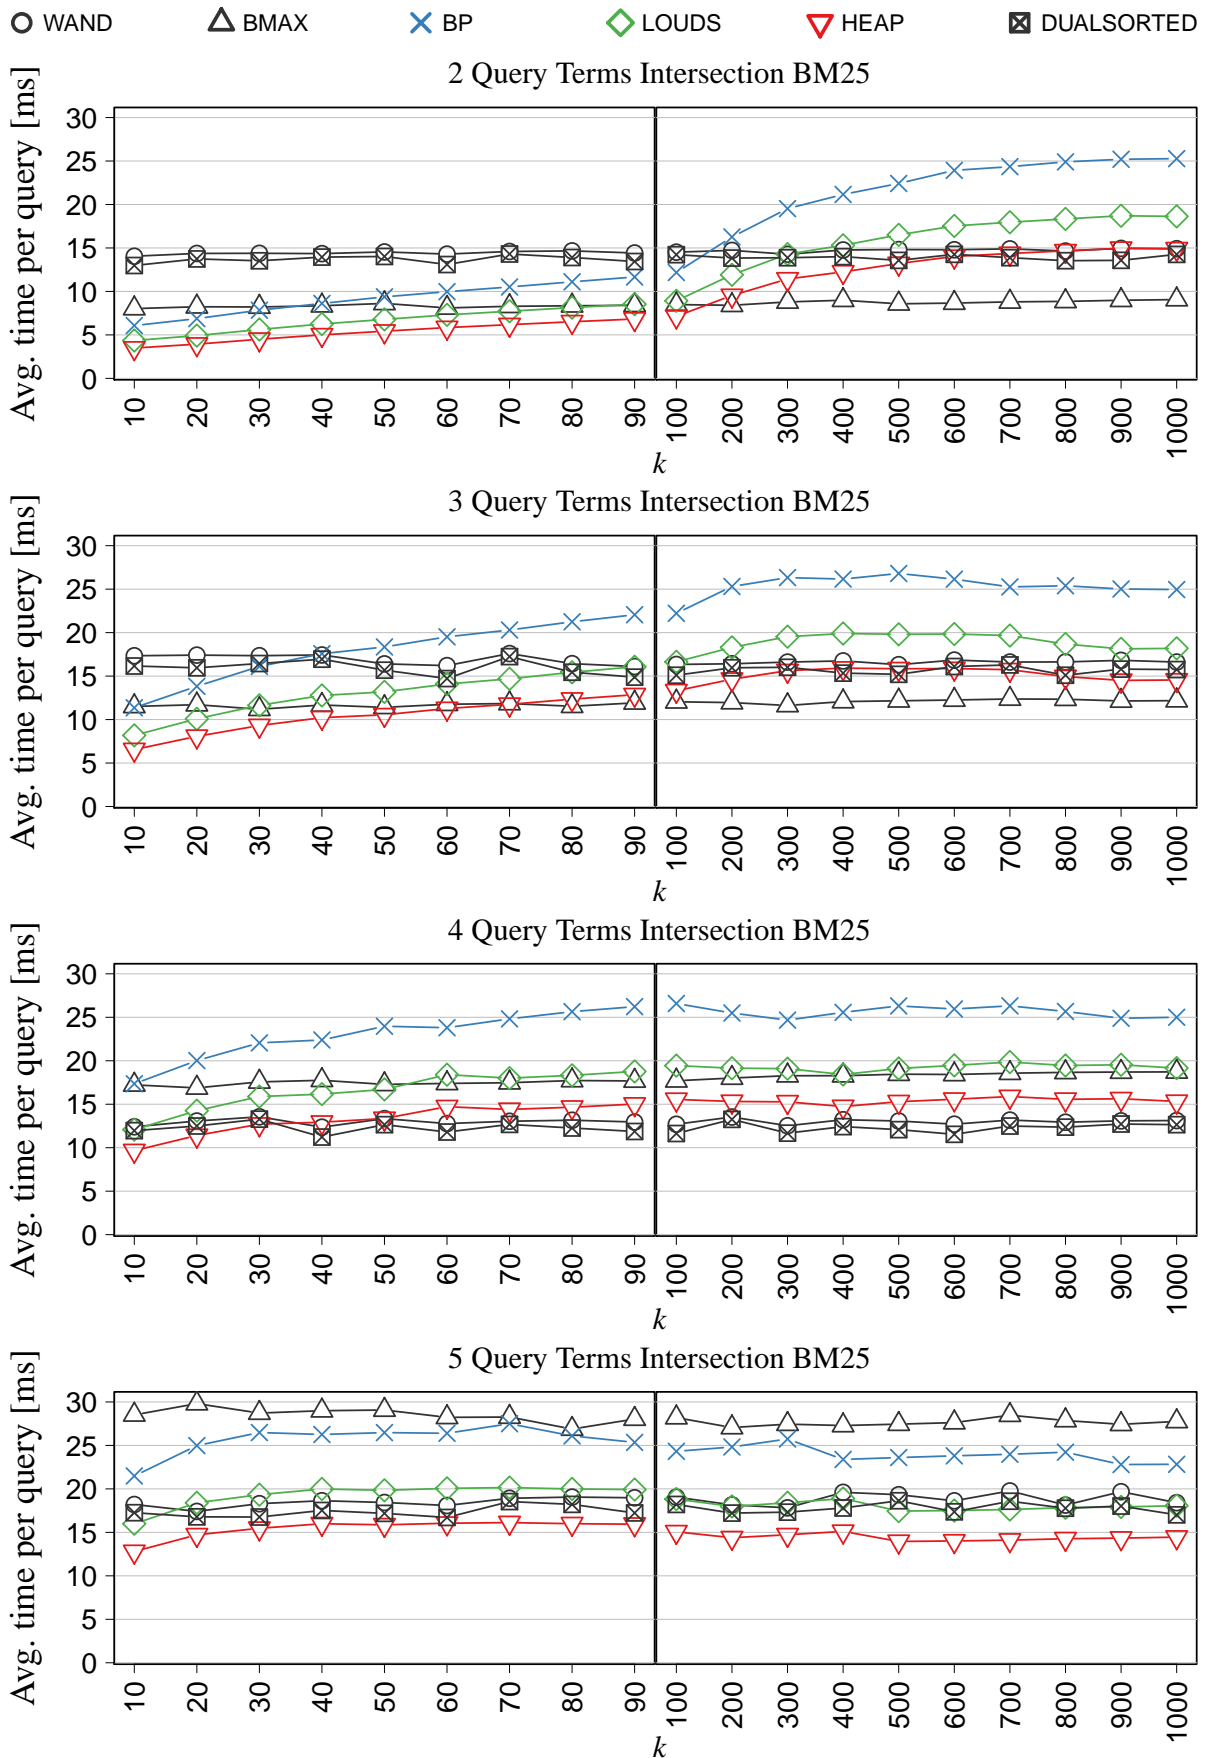 WAND BMAX BP LOUDS HEAP DUALSORTED
2 Query Terms Intersection BM25
Avg. time per query [ms]
30
25
20
15
10
5
0
10 20 30 40 50 60 70 80 90 100 200 300 400 500 600 700 800 900 1000
k
3 Query Terms Intersection BM25
Avg. time per query [ms]
30
25
20
15
10
5
0
10 20 30 40 50 60 70 80 90 100 200 300 400 500 600 700 800 900 1000
k
4 Query Terms Intersection BM25
Avg. time per query [ms]
30
25
20
15
10
5
0
10 20 30 40 50 60 70 80 90 100 200 300 400 500 600 700 800 900 1000
k
5 Query Terms Intersection BM25
Avg. time per query [ms]
30
25
20
15
10
5
0
10 20 30 40 50 60 70 80 90 100 200 300 400 500 600 700 800 900 1000
k